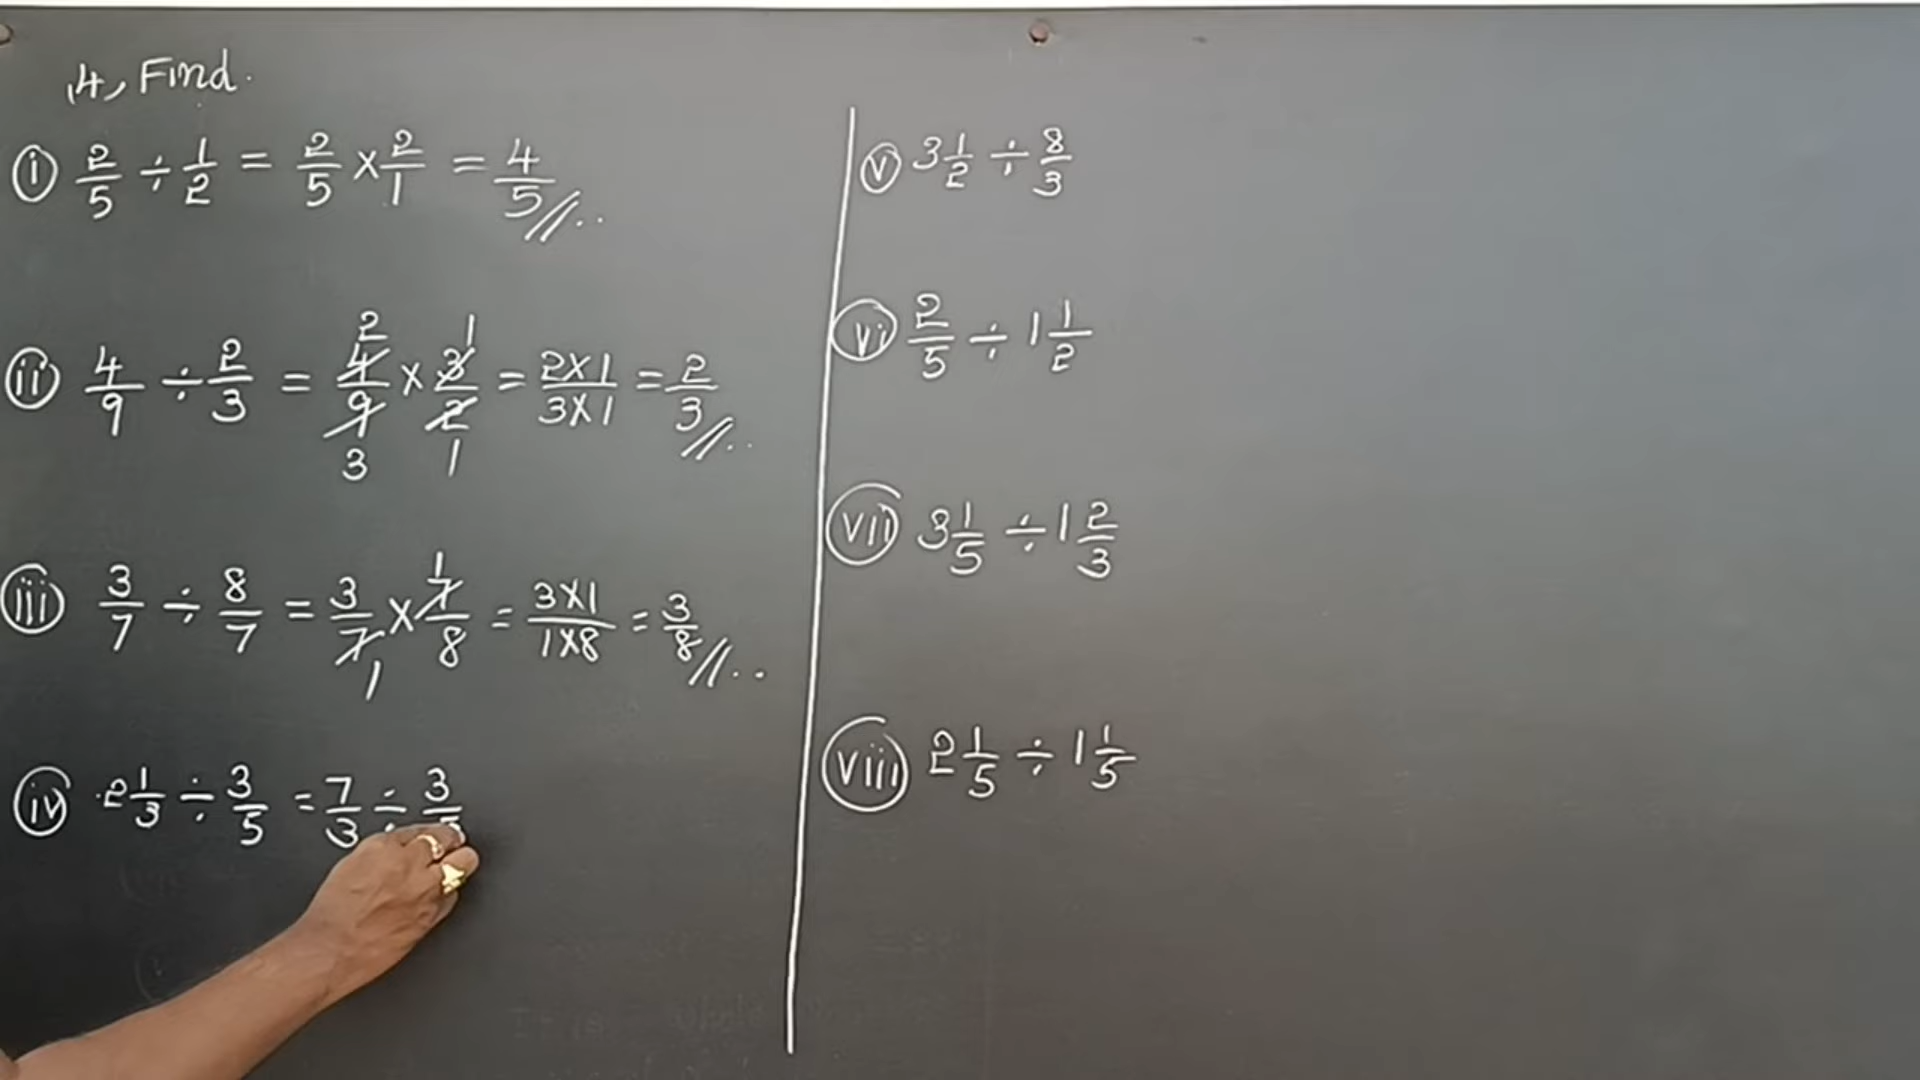 4, Find.
(i) 2/5 ÷ 1/2 = 2/5 × 2/1 = 4/5 //..
(ii) 4/9 ÷ 2/3 = 4/9 × 3/2 = 2×1/3×1 = 2/3 //..
2 1
3 1
(iii) 3/7 ÷ 8/7 = 3/7 × 7/8 = 3×1/1×8 = 3/8 //..
1
1
(iv) 2 1/3 ÷ 3/5 = 7/3 ÷ 3/5
(v) 3 1/2 ÷ 8/3
(vi) 2/5 ÷ 1 1/2
(vii) 3 1/5 ÷ 1 2/3
(viii) 2 1/5 ÷ 1 1/5